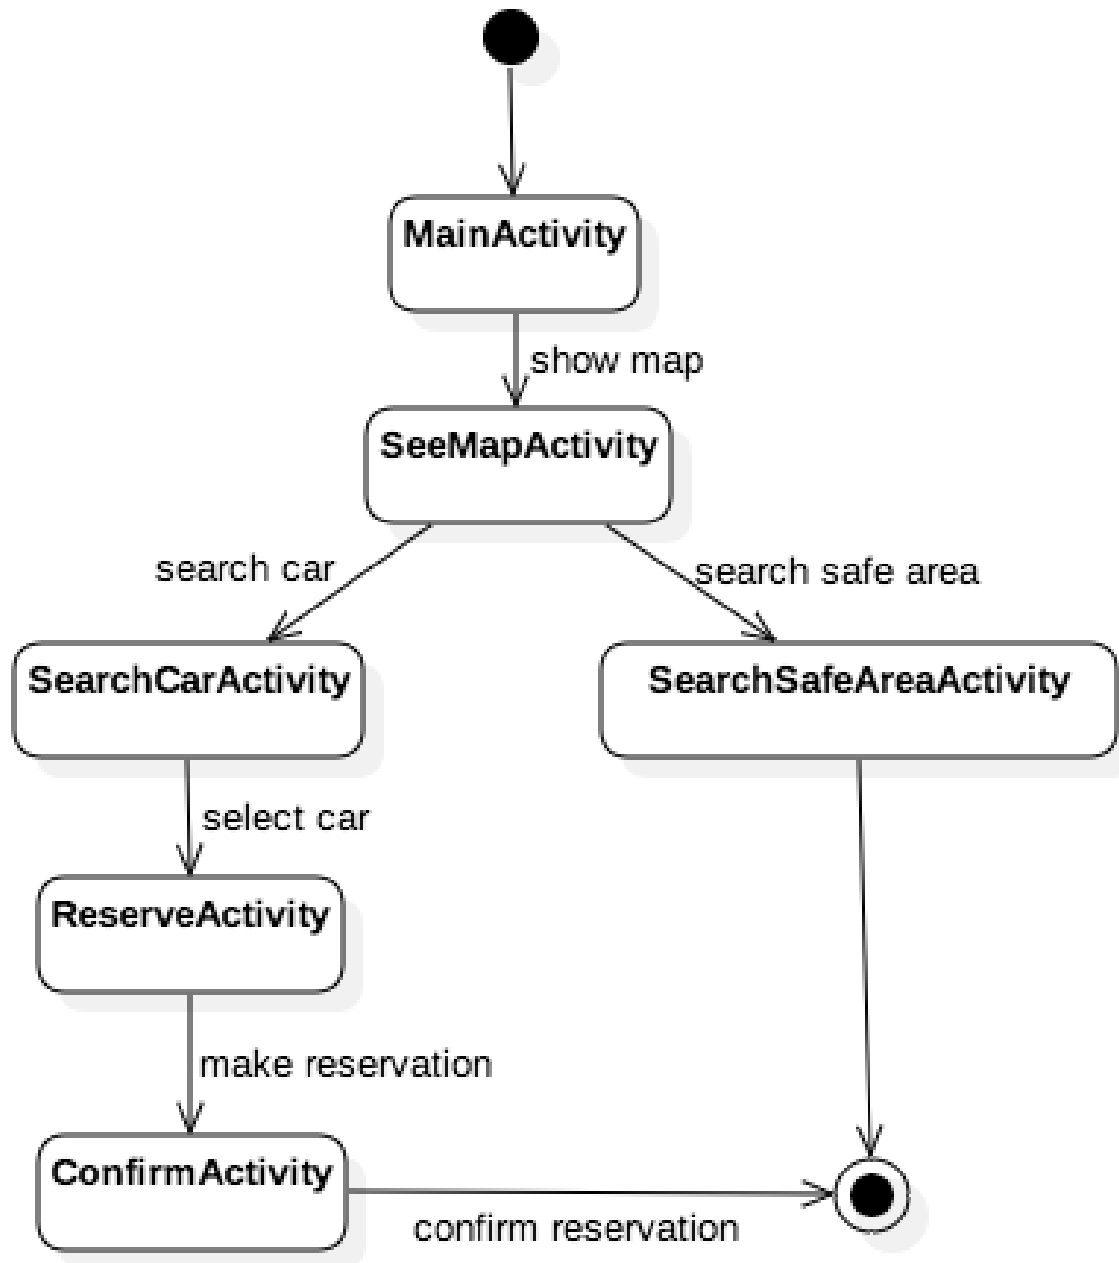 MainActivity
show map
SeeMapActivity
search car
search safe area
SearchCarActivity
SearchSafeAreaActivity
select car
ReserveActivity
make reservation
ConfirmActivity
confirm reservation